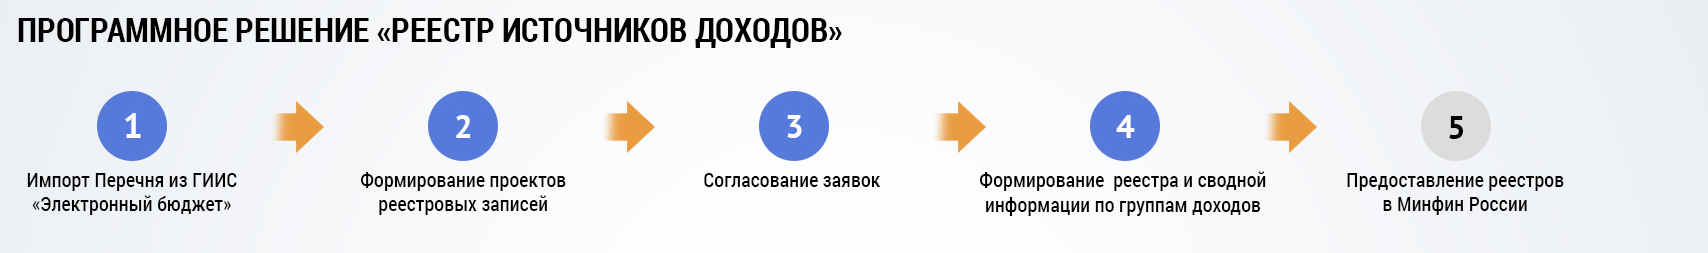 ПРОГРАММНОЕ РЕШЕНИЕ «РЕЕСТР ИСТОЧНИКОВ ДОХОДОВ»
1
2
3
4
5
Импорт Перечня из ГИИС
«Электронный бюджет»
Формирование проектов
реестровых записей
Согласование заявок
Формирование реестра и сводной
информации по группам доходов
Предоставление реестров
в Минфин России